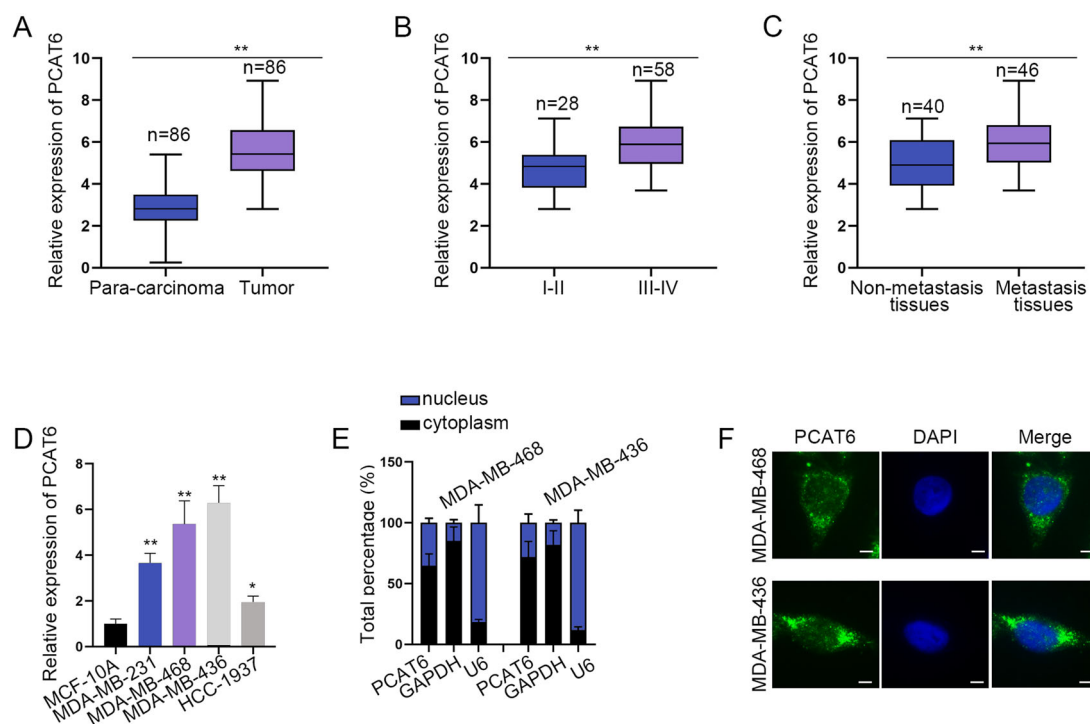 A
Relative expression of PCAT6
10
8
6
4
2
0
**
n=86
n=86
Para-carcinoma
Tumor
B
Relative expression of PCAT6
10
8
6
4
2
0
**
n=28
n=58
I-II
III-IV
C
Relative expression of PCAT6
10
8
6
4
2
0
**
n=40
n=46
Non-metastasis
tissues
Metastasis
tissues
D
Relative expression of PCAT6
8
6
4
2
0
**
**
**
*
MCF-10A
MDA-MB-231
MDA-MB-468
MDA-MB-436
HCC-1937
E
nucleus
cytoplasm
Total percentage (%)
150
100
50
0
MDA-MB-468
MDA-MB-436
PCAT6
GAPDH
U6
PCAT6
GAPDH
U6
F
PCAT6
DAPI
Merge
MDA-MB-468
MDA-MB-436